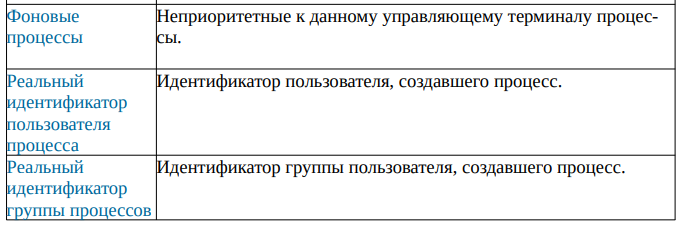 Фоновые
процессы
Неприоритетные к данному управляющему терминалу процес-
сы.
Реальный
идентификатор
пользователя
процесса
Идентификатор пользователя, создавшего процесс.
Реальный
идентификатор
группы процессов
Идентификатор группы пользователя, создавшего процесс.